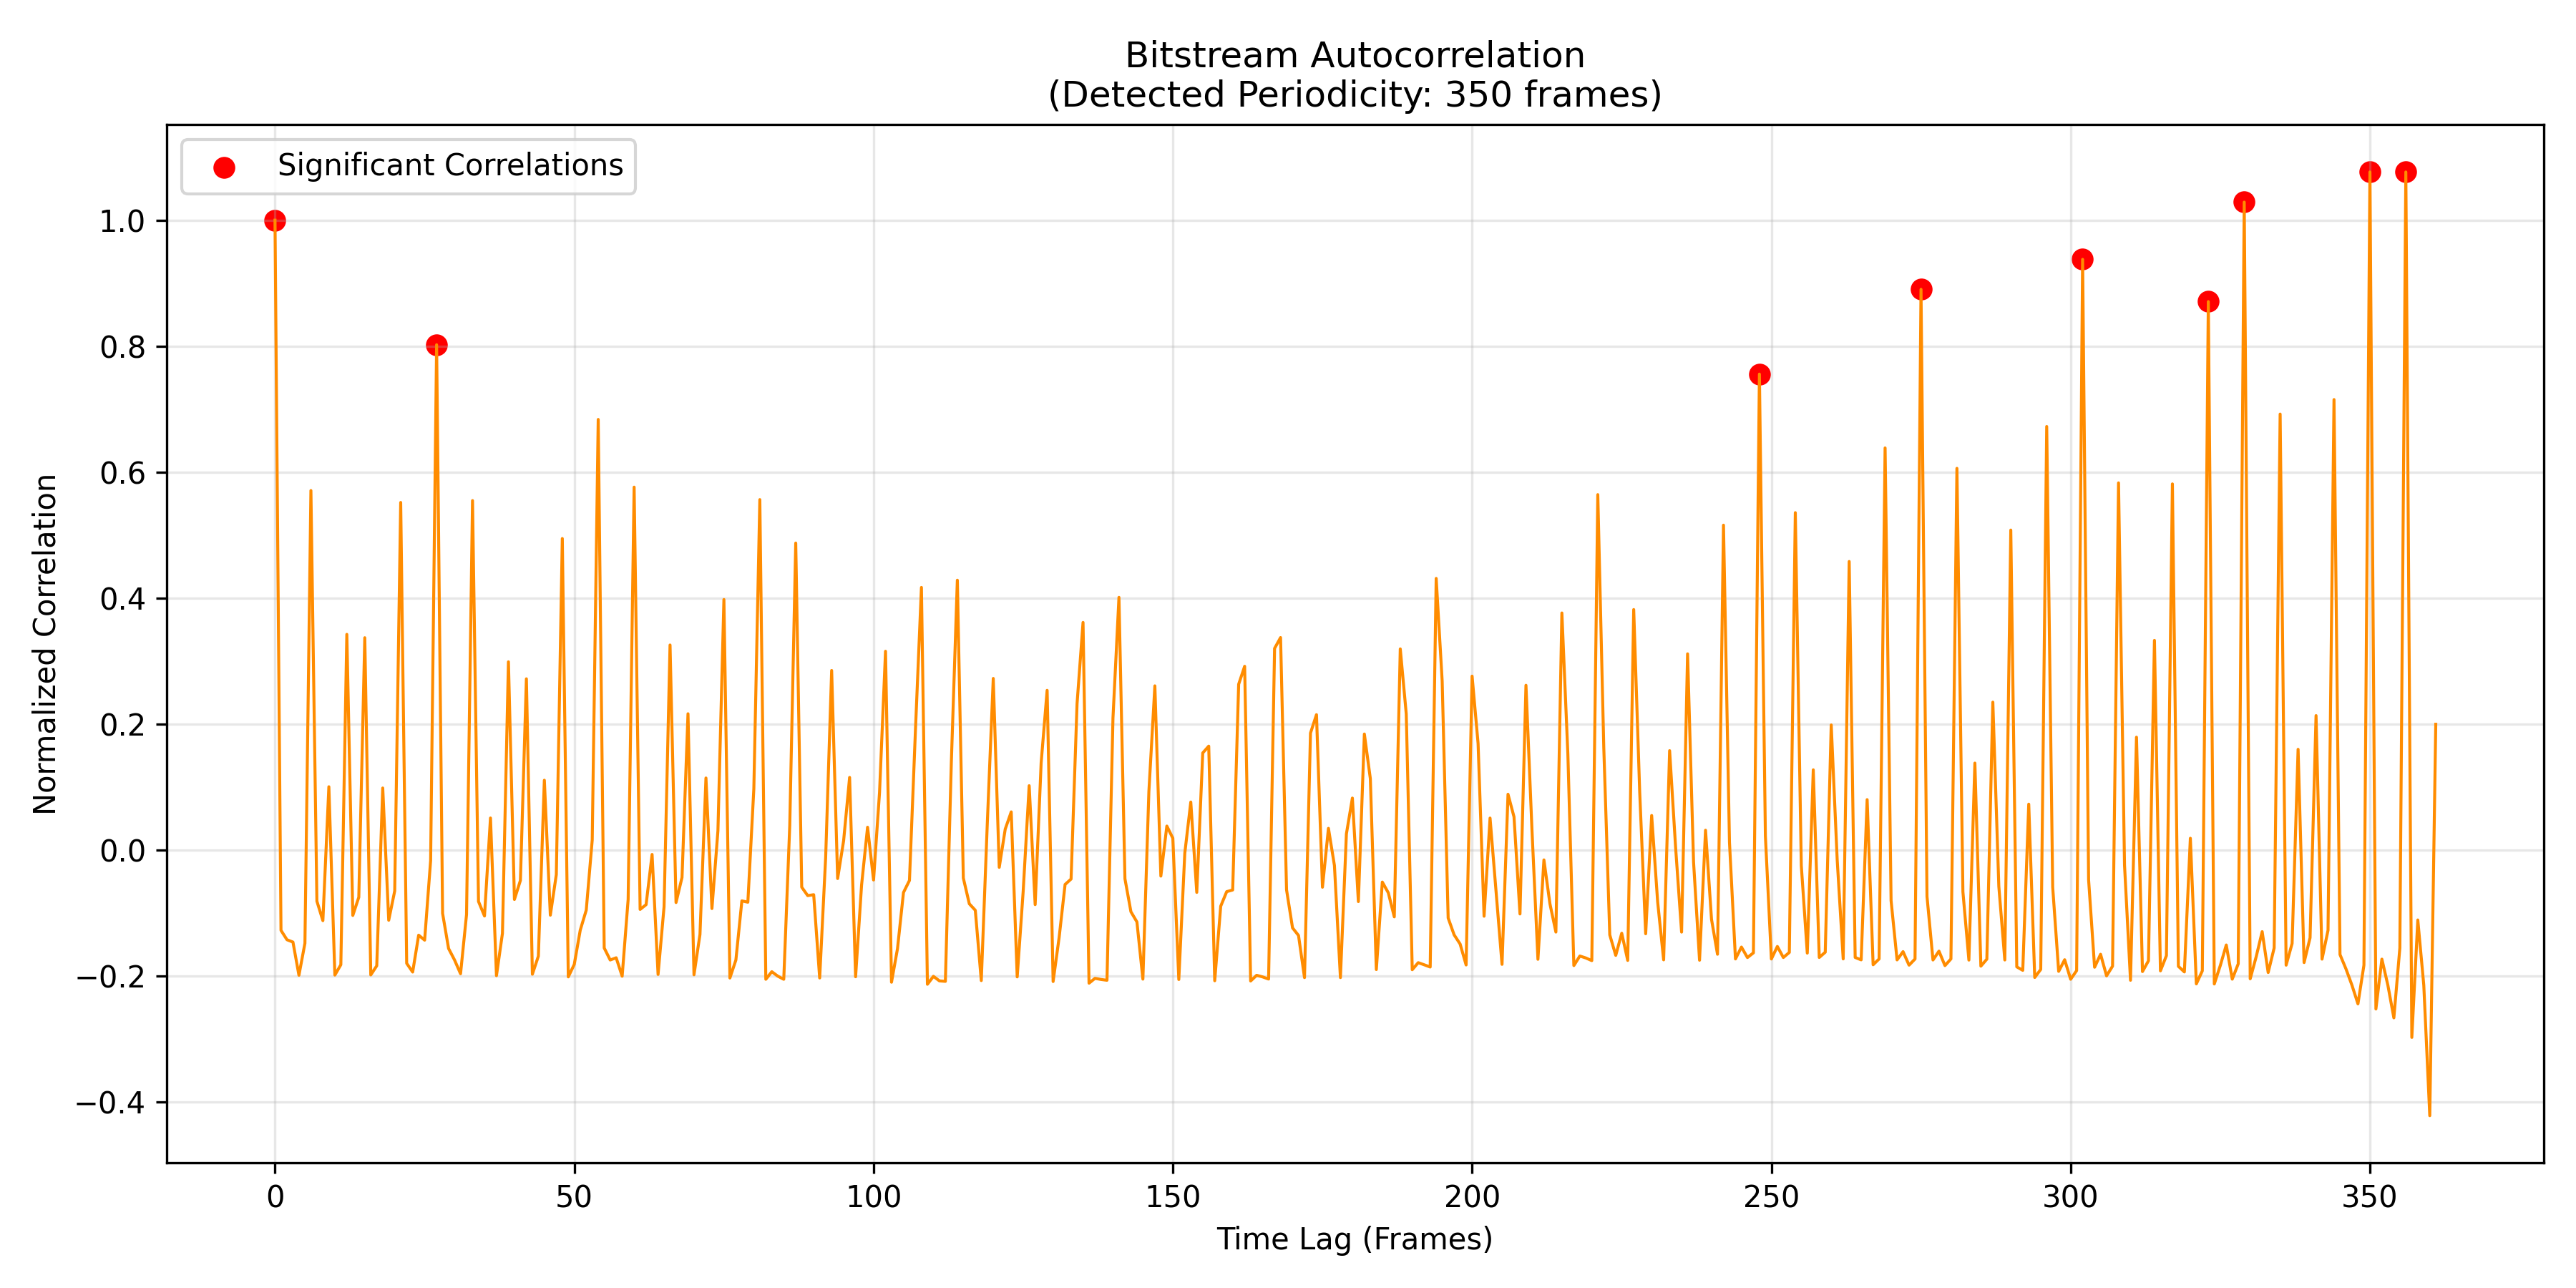 Bitstream Autocorrelation
(Detected Periodicity: 350 frames)
Significant Correlations
Normalized Correlation
1.0
0.8
0.6
0.4
0.2
0.0
−0.2
−0.4
0 50 100 150 200 250 300 350
Time Lag (Frames)